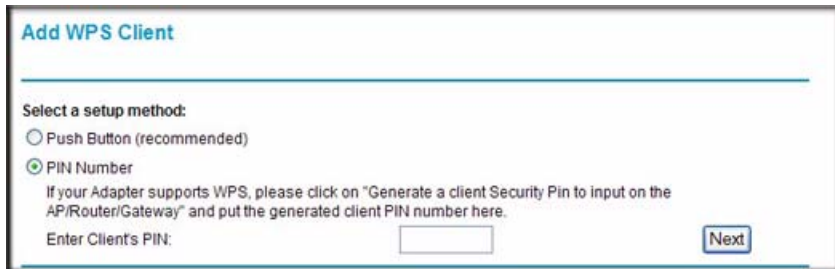 Add WPS Client
Select a setup method:
Push Button (recommended)
PIN Number
If your Adapter supports WPS, please click on "Generate a client Security Pin to input on the
AP/Router/Gateway" and put the generated client PIN number here.
Enter Client's PIN:
Next